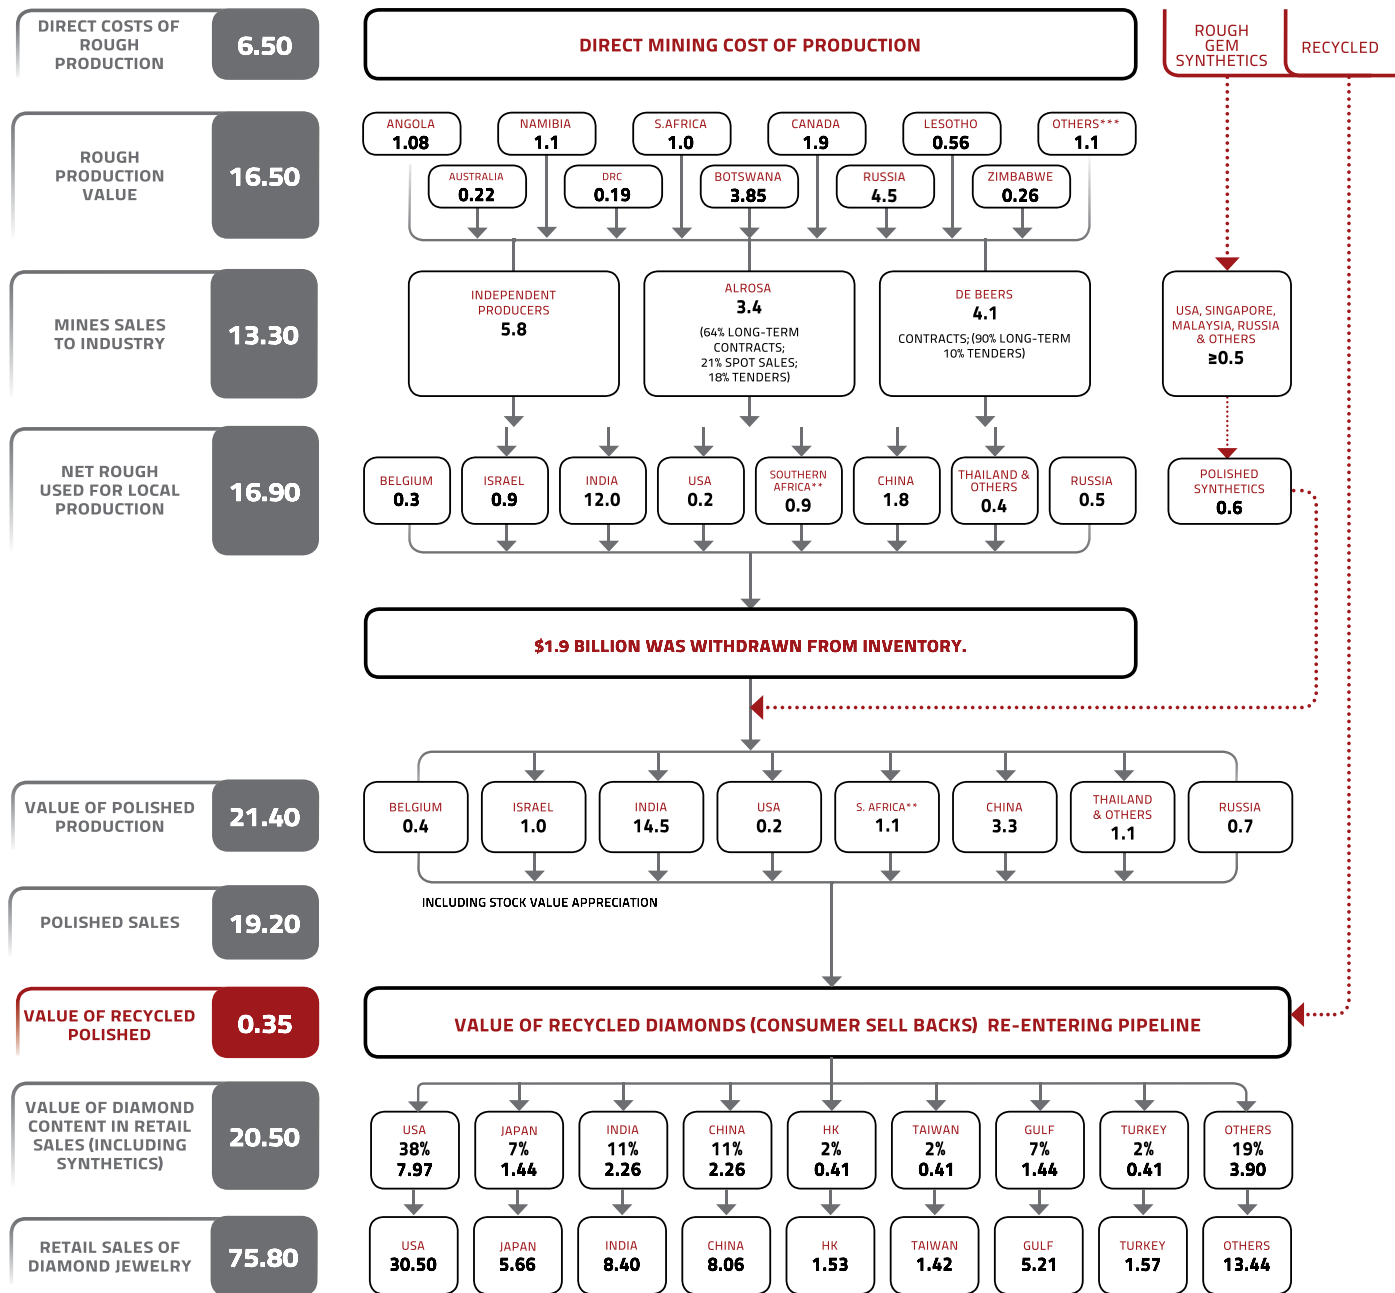 DIRECT COSTS OF
ROUGH
PRODUCTION
6.50
DIRECT MINING COST OF PRODUCTION
ROUGH
GEM
SYNTHETICS
RECYCLED
ROUGH
PRODUCTION
VALUE
16.50
ANGOLA
1.08
NAMIBIA
1.1
S.AFRICA
1.0
CANADA
1.9
LESOTHO
0.56
OTHERS***
1.1
AUSTRALIA
0.22
DRC
0.19
BOTSWANA
3.85
RUSSIA
4.5
ZIMBABWE
0.26
MINES SALES
TO INDUSTRY
13.30
INDEPENDENT
PRODUCERS
5.8
ALROSA
3.4
(64% LONG-TERM
CONTRACTS;
21% SPOT SALES;
18% TENDERS)
DE BEERS
4.1
CONTRACTS; (90% LONG-TERM
10% TENDERS)
USA, SINGAPORE,
MALAYSIA, RUSSIA
& OTHERS
≥0.5
NET ROUGH
USED FOR LOCAL
PRODUCTION
16.90
BELGIUM
0.3
ISRAEL
0.9
INDIA
12.0
USA
0.2
SOUTHERN
AFRICA**
0.9
CHINA
1.8
THAILAND &
OTHERS
0.4
RUSSIA
0.5
POLISHED
SYNTHETICS
0.6
$1.9 BILLION WAS WITHDRAWN FROM INVENTORY.
VALUE OF POLISHED
PRODUCTION
21.40
BELGIUM
0.4
ISRAEL
1.0
INDIA
14.5
USA
0.2
S. AFRICA**
1.1
CHINA
3.3
THAILAND
& OTHERS
1.1
RUSSIA
0.7
POLISHED SALES
19.20
INCLUDING STOCK VALUE APPRECIATION
VALUE OF RECYCLED
POLISHED
0.35
VALUE OF RECYCLED DIAMONDS (CONSUMER SELL BACKS) RE-ENTERING PIPELINE
VALUE OF DIAMOND
CONTENT IN RETAIL
SALES (INCLUDING
SYNTHETICS)
20.50
USA
38%
7.97
JAPAN
7%
1.44
INDIA
11%
2.26
CHINA
11%
2.26
HK
2%
0.41
TAIWAN
2%
0.41
GULF
7%
1.44
TURKEY
2%
0.41
OTHERS
19%
3.90
RETAIL SALES OF
DIAMOND JEWELRY
75.80
USA
30.50
JAPAN
5.66
INDIA
8.40
CHINA
8.06
HK
1.53
TAIWAN
1.42
GULF
5.21
TURKEY
1.57
OTHERS
13.44